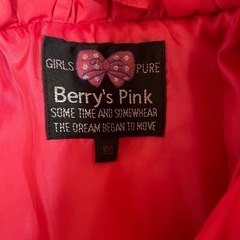 GIRLS PURE
Berry's Pink
SOME TIME AND SOMEWHEAR
THE DREAM BEGAN TO MOVE